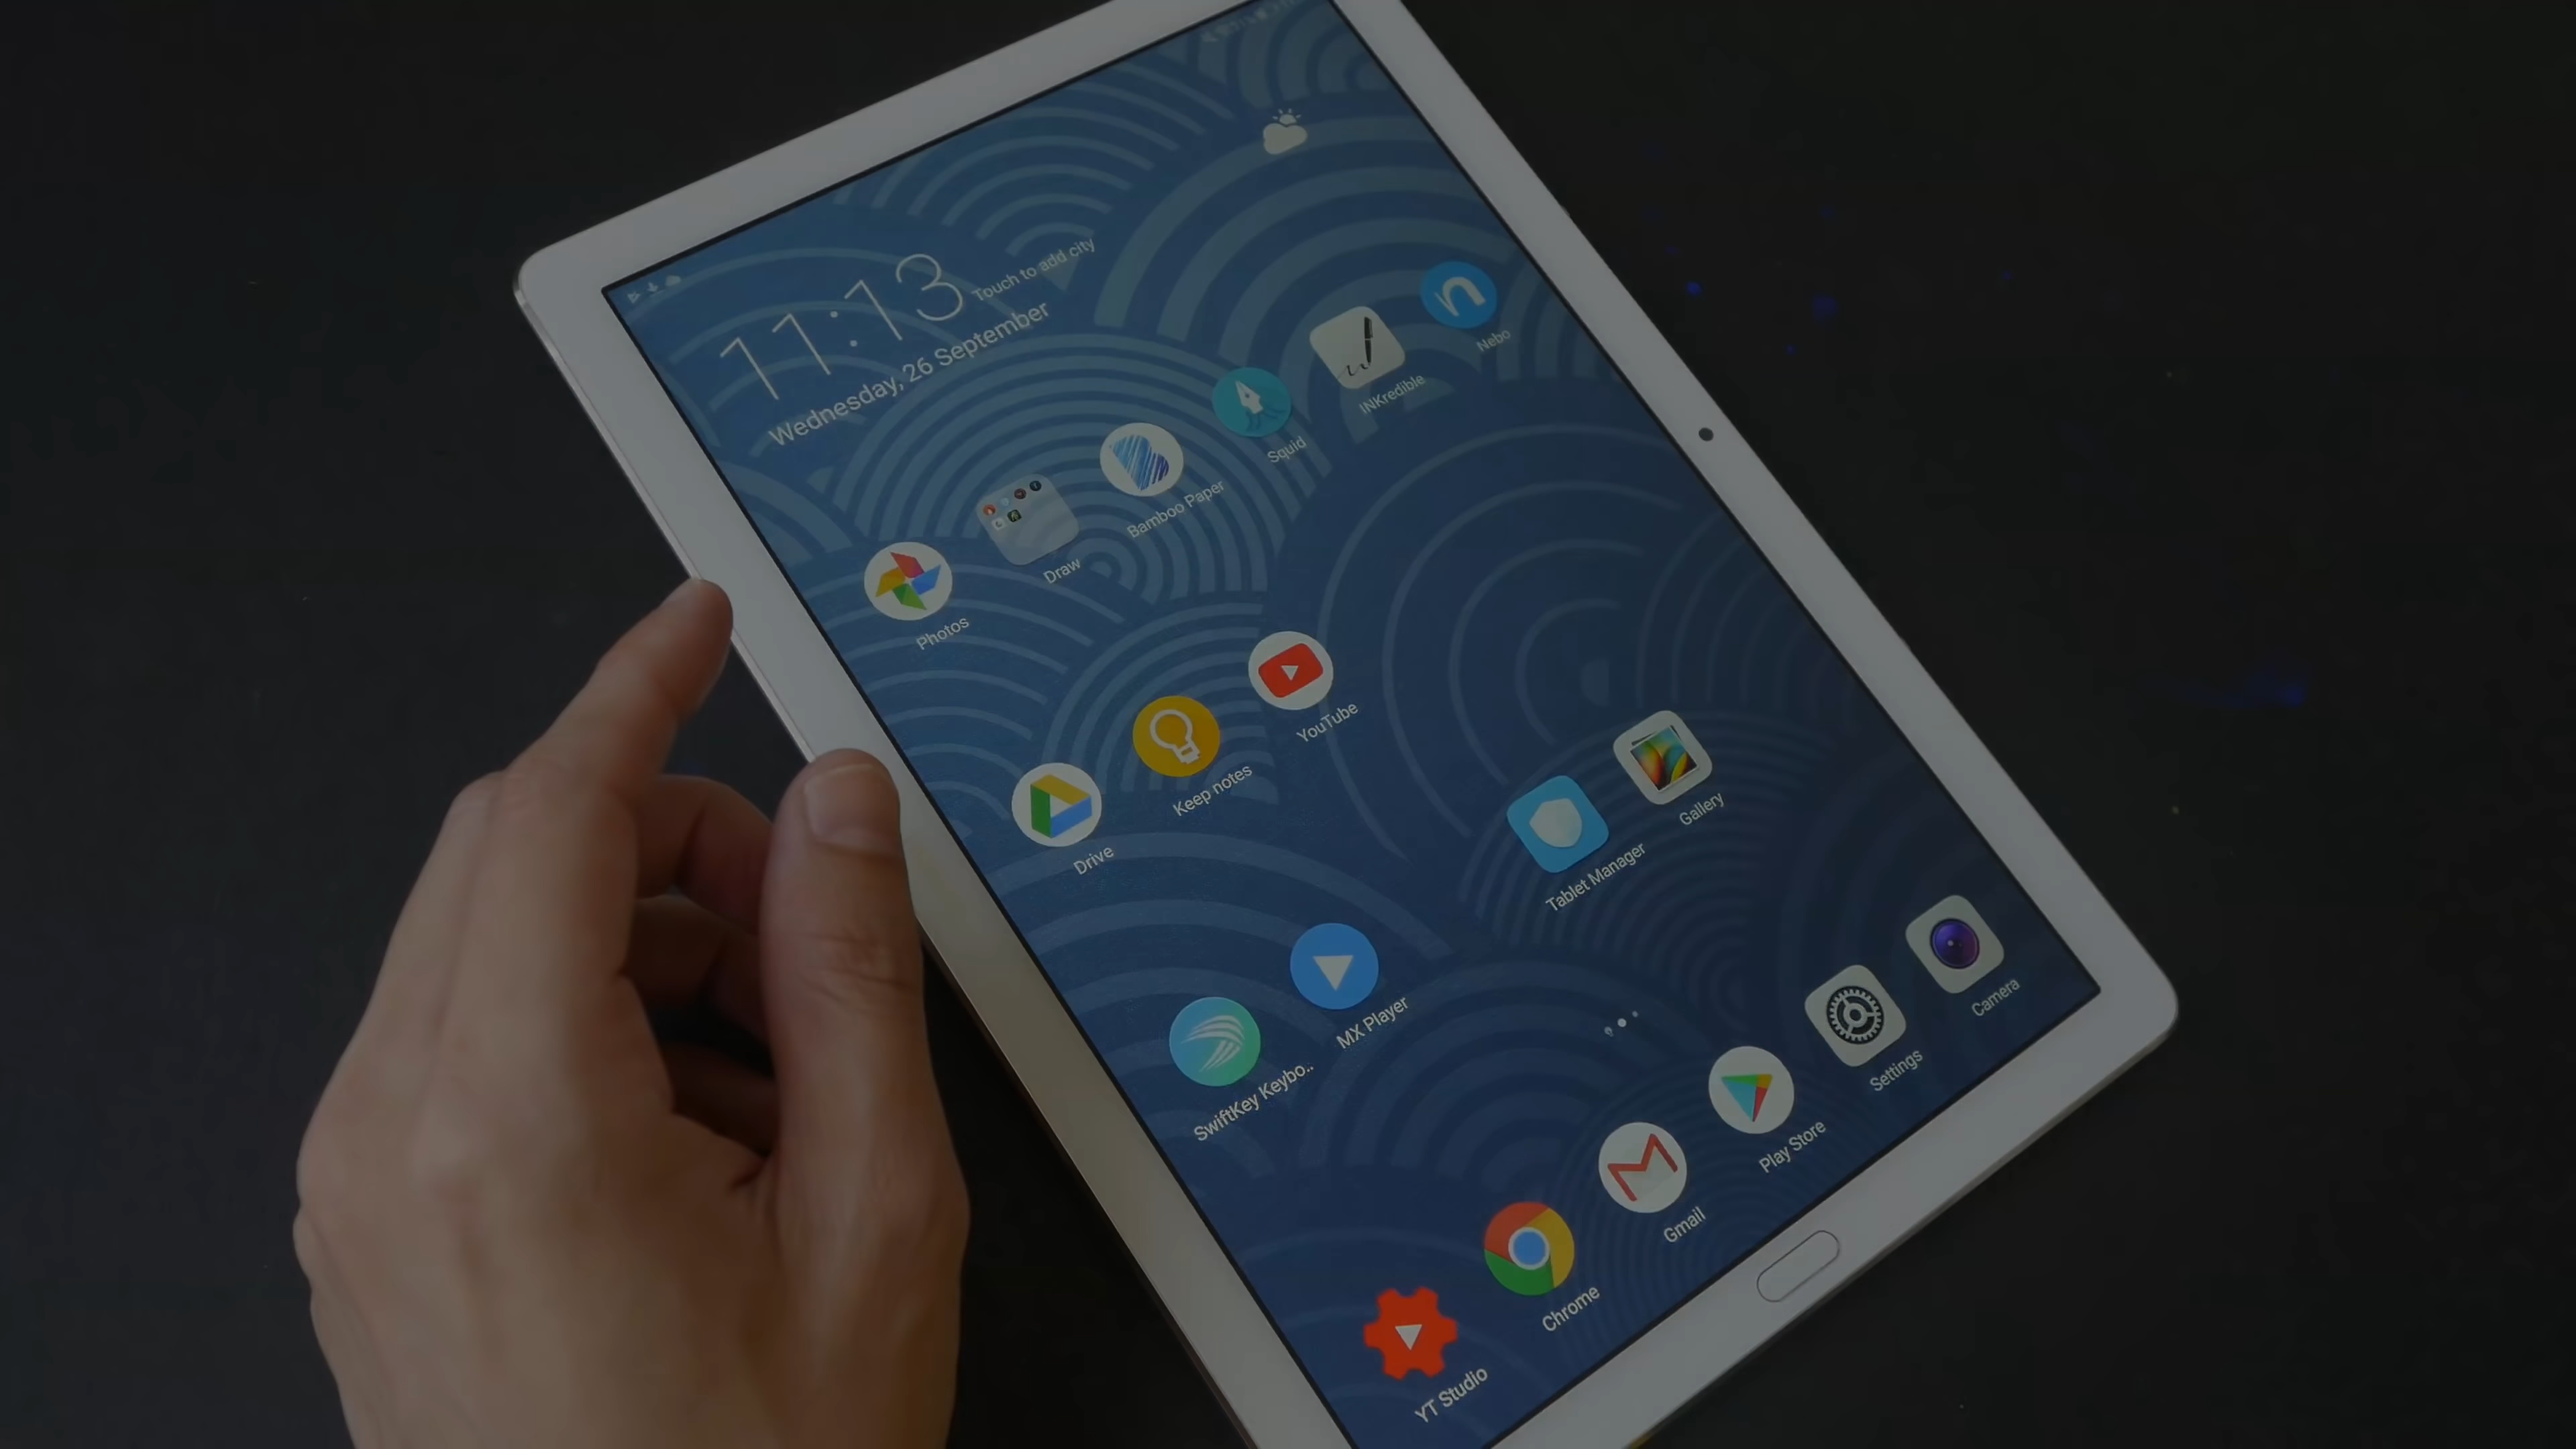 11:13
Touch to add city
Wednesday, 26 September
Photos
Draw
Bamboo Paper
Squid
INKredible
Nebo
Drive
Keep notes
YouTube
SwiftKey Keybo..
MX Player
Tablet Manager
Gallery
YT Studio
Chrome
Gmail
Play Store
Settings
Camera